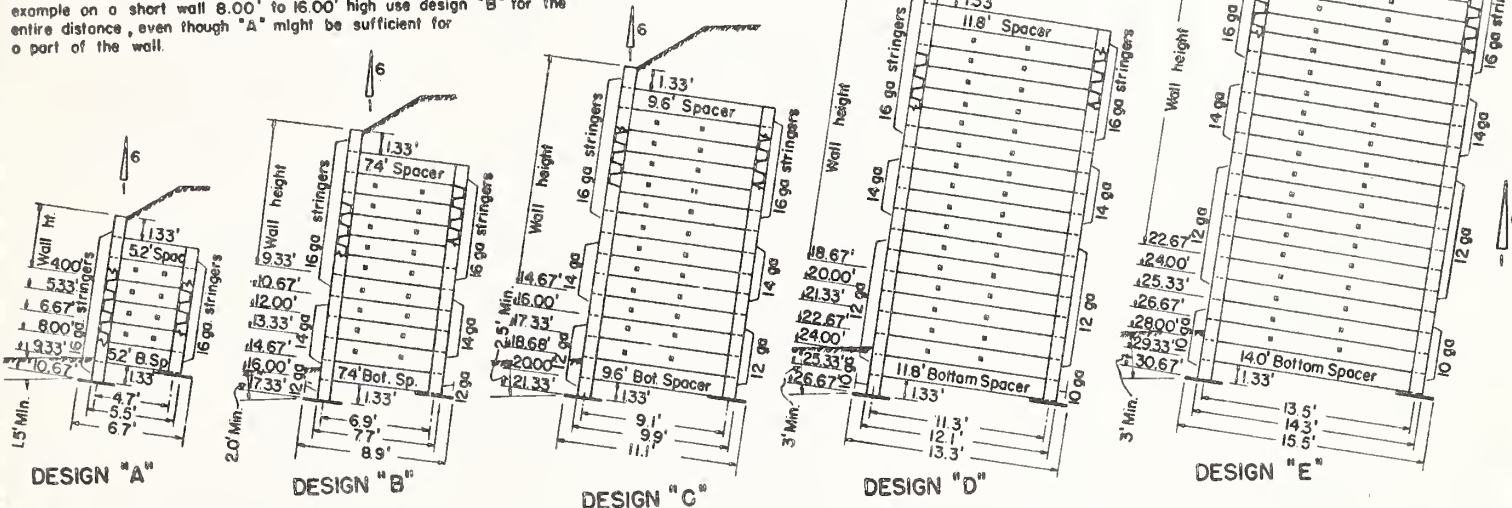 example on a short wall 8.00' to 16.00' high use design "B" for the
entire distance, even though "A" might be sufficient for
a part of the wall.
6
Wall ht.
1.33'
5.2' Spac
4.00'
5.33'
6.67'
8.00'
9.33'
10.67'
16 ga stringers
16 ga stringers
5.2' B.Sp.
1.33'
1.5' Min.
4.7'
5.5'
6.7'
DESIGN "A"
6
Wall height
1.33'
7.4' Spacer
16 ga stringers
16 ga stringers
9.33'
10.67'
12.00'
13.33'
14.67'
16.00'
17.33'
14 ga
14 ga
12 ga
12 ga
7.4' Bot. Sp.
1.33'
2.0' Min.
6.9'
7.7'
8.9'
DESIGN "B"
6
Wall height
1.33'
9.6' Spacer
16 ga stringers
16 ga stringers
14.67'
16.00'
17.33'
18.68'
20.00'
21.33'
14 ga
14 ga
12 ga
12 ga
9.6' Bot. Spacer
1.33'
2.5' Min.
9.1'
9.9'
11.1'
DESIGN "C"
1.33'
11.8' Spacer
Wall height
16 ga stringers
16 ga stringers
14 ga
14 ga
18.67'
20.00'
21.33'
22.67'
24.00'
25.33'
26.67'
12 ga
12 ga
10 ga
10 ga
11.8' Bottom Spacer
1.33'
3' Min.
11.3'
12.1'
13.3'
DESIGN "D"
Wall height
16 ga
16 ga stringers
14 ga
14 ga
22.67'
24.00'
25.33'
26.67'
28.00'
29.33'
30.67'
12 ga
12 ga
10 ga
10 ga
14.0' Bottom Spacer
1.33'
3' Min.
13.5'
14.3'
15.5'
DESIGN "E"